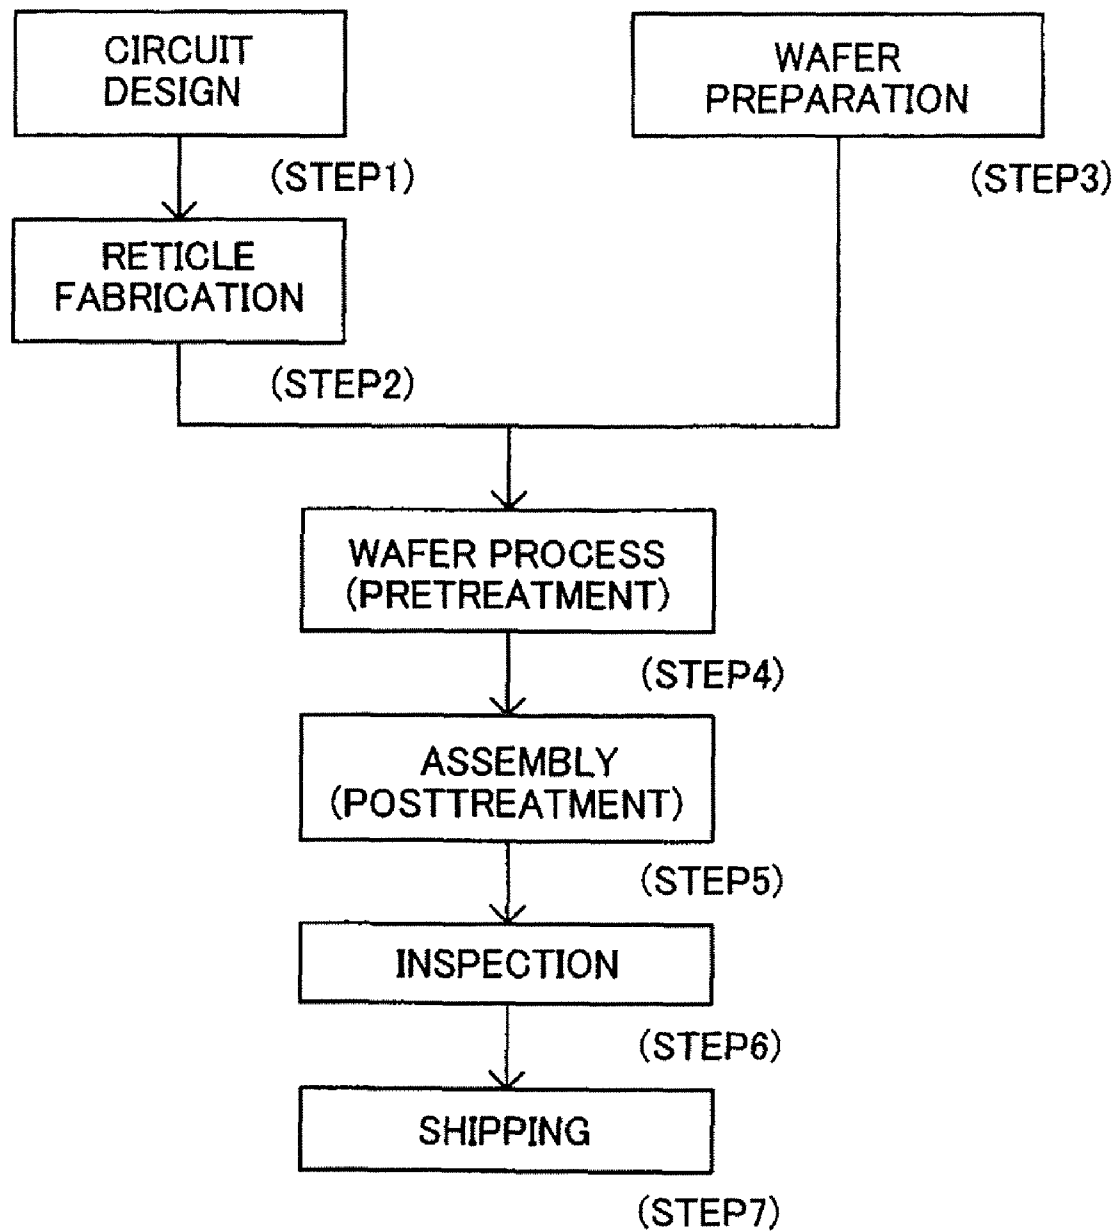 CIRCUIT
DESIGN
(STEP1)
RETICLE
FABRICATION
(STEP2)
WAFER
PREPARATION
(STEP3)
WAFER PROCESS
(PRETREATMENT)
(STEP4)
ASSEMBLY
(POSTTREATMENT)
(STEP5)
INSPECTION
(STEP6)
SHIPPING
(STEP7)